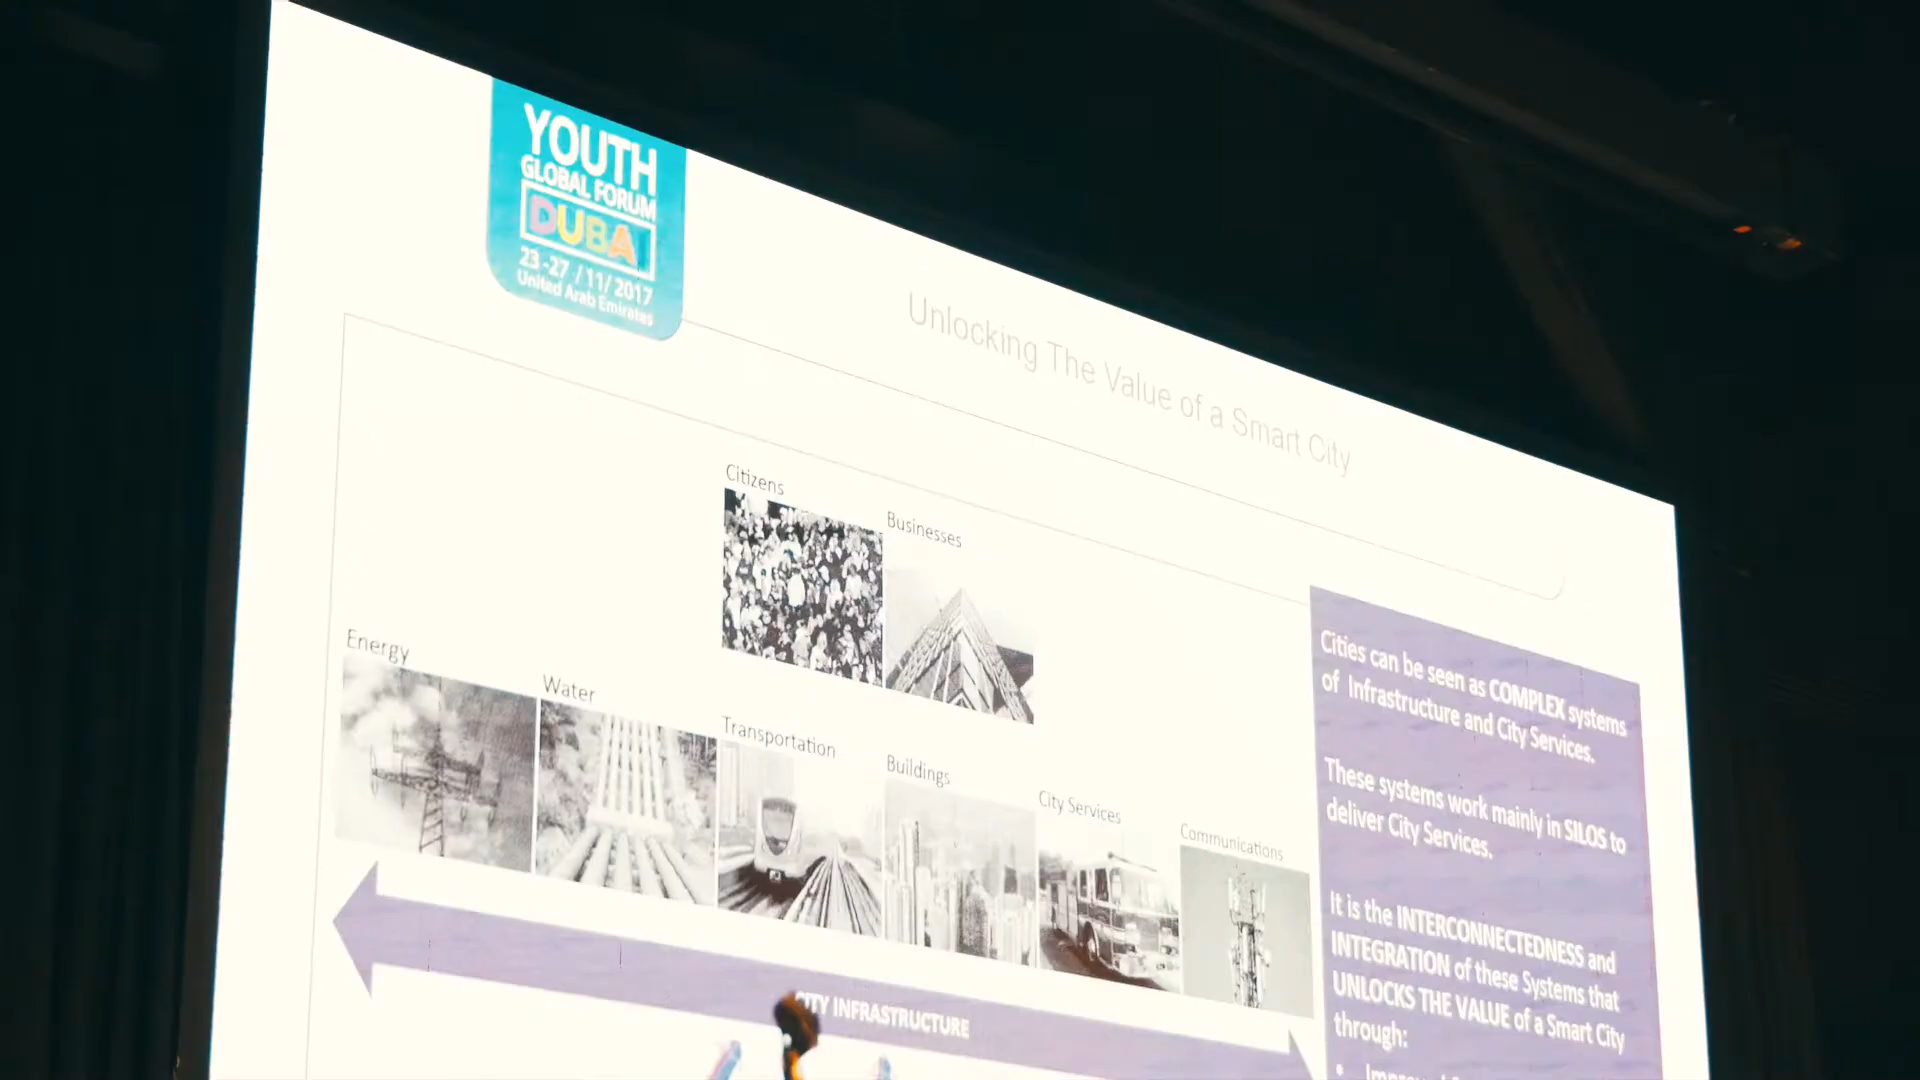 YOUTH
GLOBAL FORUM
DUBAI
23-27 /11/ 2017
United Arab Emirates
Unlocking The Value of a Smart City
Citizens
Businesses
Energy
Water
Transportation
Buildings
City Services
Communications
CITY INFRASTRUCTURE
Cities can be seen as COMPLEX systems
of Infrastructure and City Services.
These systems work mainly in SILOS to
deliver City Services.
It is the INTERCONNECTEDNESS and
INTEGRATION of these Systems that
UNLOCKS THE VALUE of a Smart City
through: